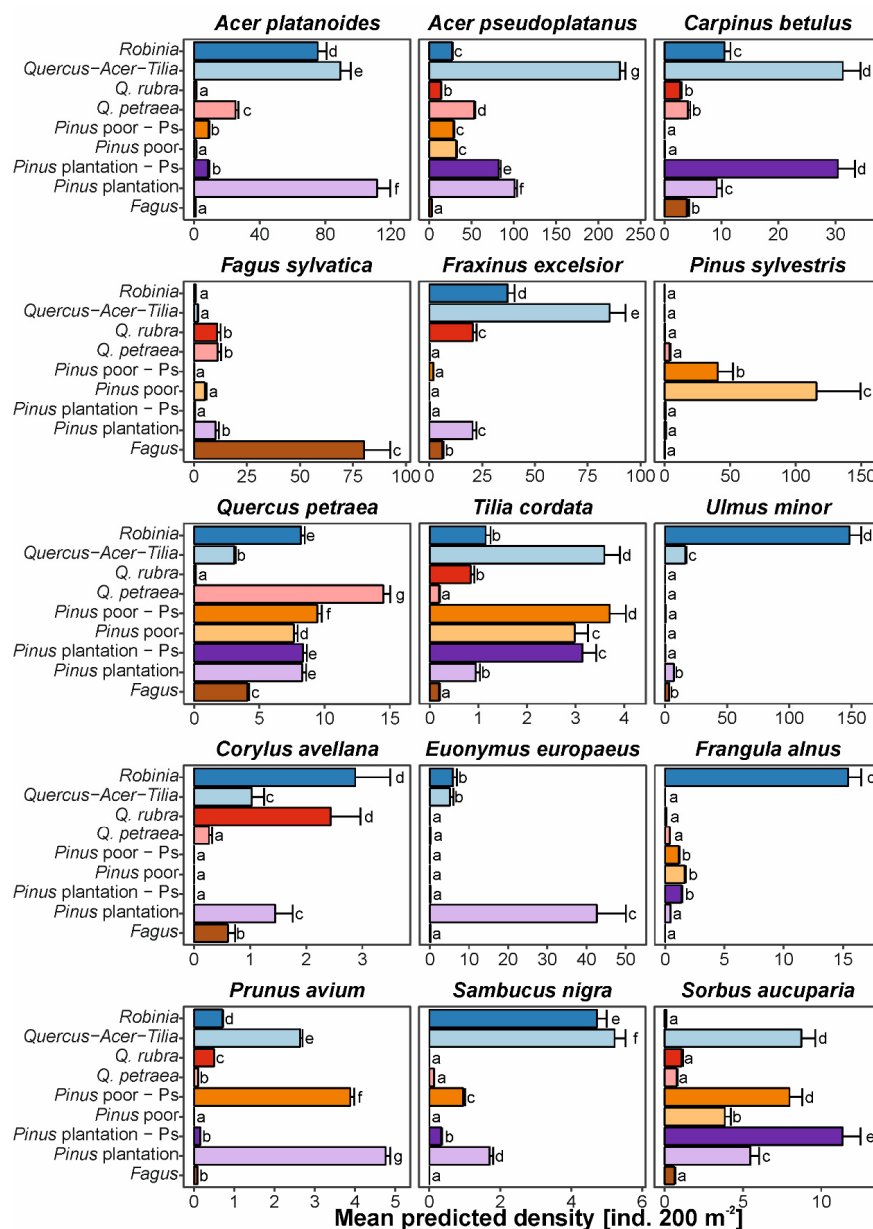 Acer platanoides Acer pseudoplatanus Carpinus betulus
Robinia d c c
Quercus−Acer−Tilia e g d
Q. rubra a b b
Q. petraea c d b
Pinus poor − Ps b c a
Pinus poor a c a
Pinus plantation − Ps b e d
Pinus plantation f f c
Fagus a a b
0 40 80 120 0 50 100 150 200 250 0 10 20 30
Fagus sylvatica Fraxinus excelsior Pinus sylvestris
Robinia a d a
Quercus−Acer−Tilia a e a
Q. rubra b c a
Q. petraea b a a
Pinus poor − Ps a a b
Pinus poor a a c
Pinus plantation − Ps a a a
Pinus plantation b c a
Fagus c b a
0 25 50 75 100 0 25 50 75 100 0 50 100 150
Quercus petraea Tilia cordata Ulmus minor
Robinia e b d
Quercus−Acer−Tilia b d c
Q. rubra a b a
Q. petraea g a a
Pinus poor − Ps f d a
Pinus poor d c a
Pinus plantation − Ps e c a
Pinus plantation e b b
Fagus c a b
0 5 10 15 0 1 2 3 4 0 50 100 150
Corylus avellana Euonymus europaeus Frangula alnus
Robinia d b c
Quercus−Acer−Tilia c b a
Q. rubra d a a
Q. petraea a a a
Pinus poor − Ps a a b
Pinus poor a a b
Pinus plantation − Ps a a b
Pinus plantation c c a
Fagus b a a
0 1 2 3 0 10 20 30 40 50 0 5 10 15
Prunus avium Sambucus nigra Sorbus aucuparia
Robinia d e a
Quercus−Acer−Tilia e f d
Q. rubra c a a
Q. petraea b a a
Pinus poor − Ps f c d
Pinus poor a a b
Pinus plantation − Ps b b e
Pinus plantation g d c
Fagus b a a
0 1 2 3 4 5 0 2 4 6 0 5 10
Mean predicted density [ind. 200 m⁻²]